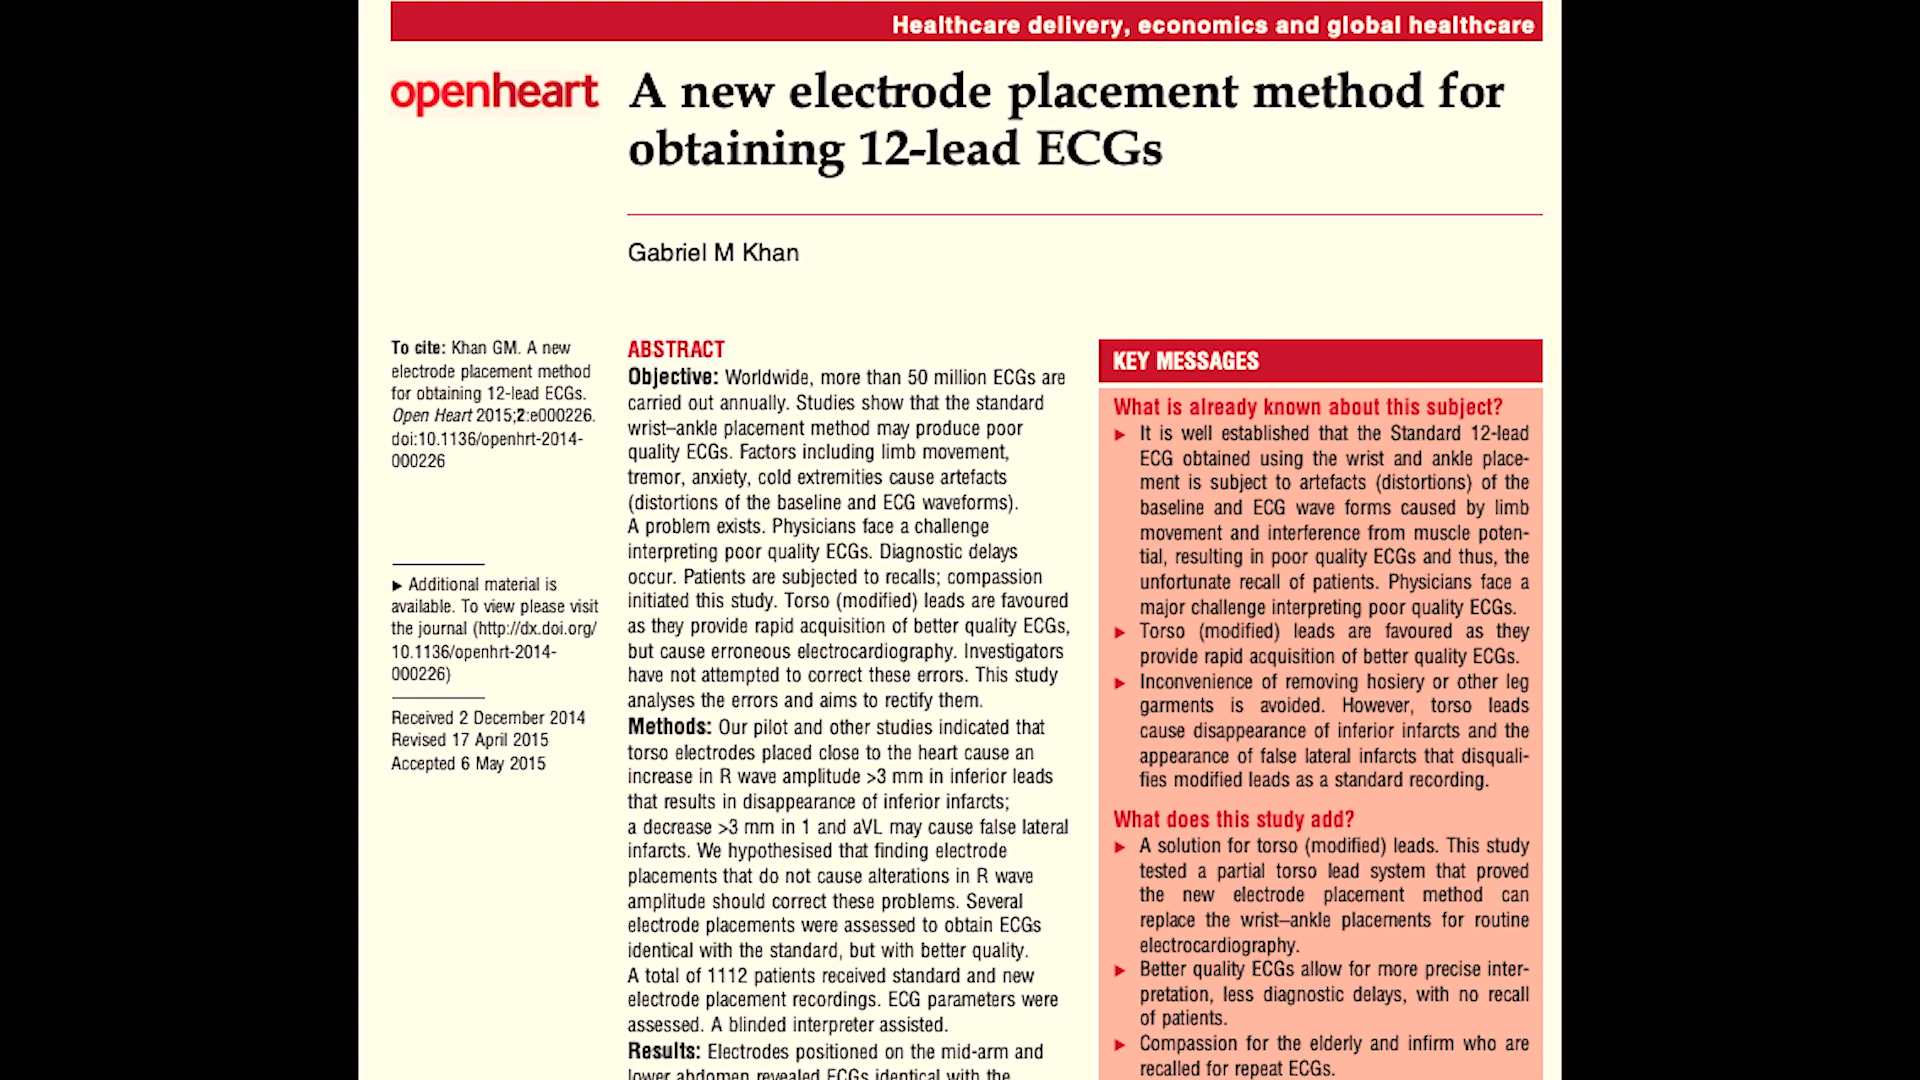 Healthcare delivery, economics and global healthcare
openheart
A new electrode placement method for
obtaining 12-lead ECGs
Gabriel M Khan
To cite: Khan GM. A new
electrode placement method
for obtaining 12-lead ECGs.
Open Heart 2015;2:e000226.
doi:10.1136/openhrt-2014-
000226
► Additional material is
available. To view please visit
the journal (http://dx.doi.org/
10.1136/openhrt-2014-
000226)
Received 2 December 2014
Revised 17 April 2015
Accepted 6 May 2015
ABSTRACT
Objective: Worldwide, more than 50 million ECGs are
carried out annually. Studies show that the standard
wrist–ankle placement method may produce poor
quality ECGs. Factors including limb movement,
tremor, anxiety, cold extremities cause artefacts
(distortions of the baseline and ECG waveforms).
A problem exists. Physicians face a challenge
interpreting poor quality ECGs. Diagnostic delays
occur. Patients are subjected to recalls; compassion
initiated this study. Torso (modified) leads are favoured
as they provide rapid acquisition of better quality ECGs,
but cause erroneous electrocardiography. Investigators
have not attempted to correct these errors. This study
analyses the errors and aims to rectify them.
Methods: Our pilot and other studies indicated that
torso electrodes placed close to the heart cause an
increase in R wave amplitude >3 mm in inferior leads
that results in disappearance of inferior infarcts;
a decrease >3 mm in 1 and aVL may cause false lateral
infarcts. We hypothesised that finding electrode
placements that do not cause alterations in R wave
amplitude should correct these problems. Several
electrode placements were assessed to obtain ECGs
identical with the standard, but with better quality.
A total of 1112 patients received standard and new
electrode placement recordings. ECG parameters were
assessed. A blinded interpreter assisted.
Results: Electrodes positioned on the mid-arm and
lower abdomen revealed ECGs identical with the
KEY MESSAGES
What is already known about this subject?
► It is well established that the Standard 12-lead
ECG obtained using the wrist and ankle place-
ment is subject to artefacts (distortions) of the
baseline and ECG wave forms caused by limb
movement and interference from muscle poten-
tial, resulting in poor quality ECGs and thus, the
unfortunate recall of patients. Physicians face a
major challenge interpreting poor quality ECGs.
► Torso (modified) leads are favoured as they
provide rapid acquisition of better quality ECGs.
► Inconvenience of removing hosiery or other leg
garments is avoided. However, torso leads
cause disappearance of inferior infarcts and the
appearance of false lateral infarcts that disquali-
fies modified leads as a standard recording.
What does this study add?
► A solution for torso (modified) leads. This study
tested a partial torso lead system that proved
the new electrode placement method can
replace the wrist–ankle placements for routine
electrocardiography.
► Better quality ECGs allow for more precise inter-
pretation, less diagnostic delays, with no recall
of patients.
► Compassion for the elderly and infirm who are
recalled for repeat ECGs.